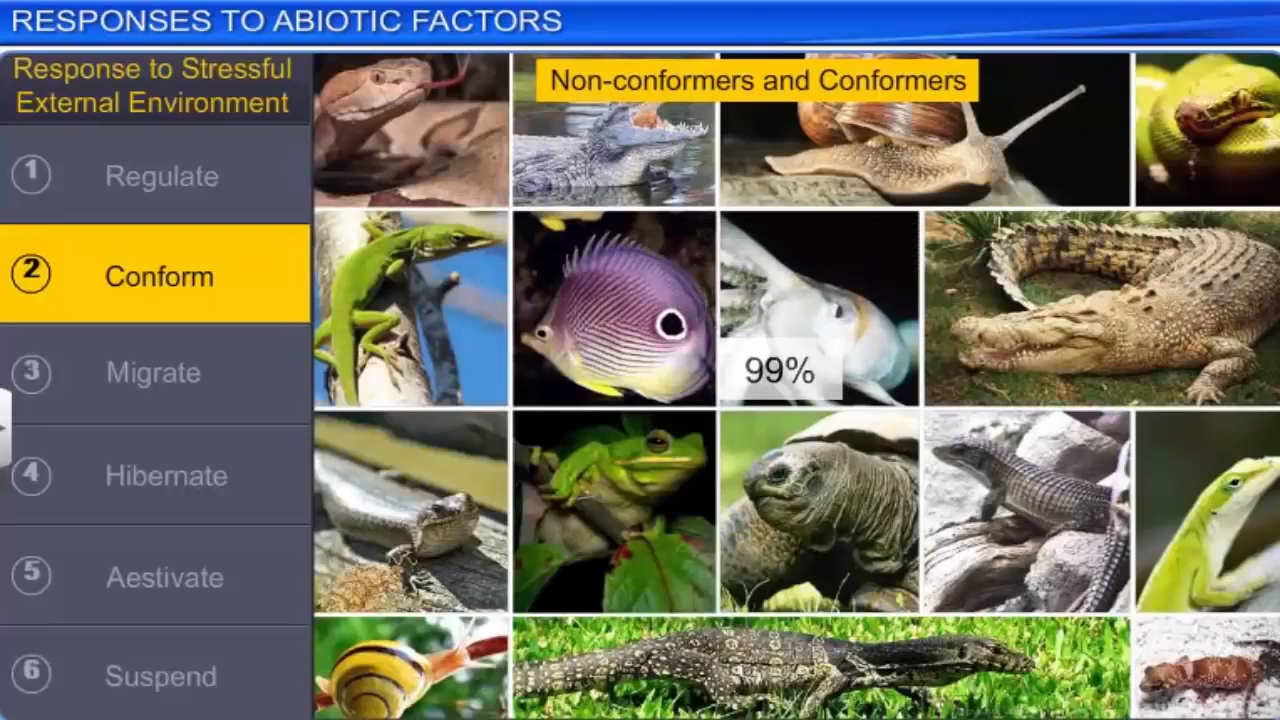 RESPONSES TO ABIOTIC FACTORS
Response to Stressful
External Environment
Non-conformers and Conformers
1 Regulate
2 Conform
99%
3 Migrate
4 Hibernate
5 Aestivate
6 Suspend